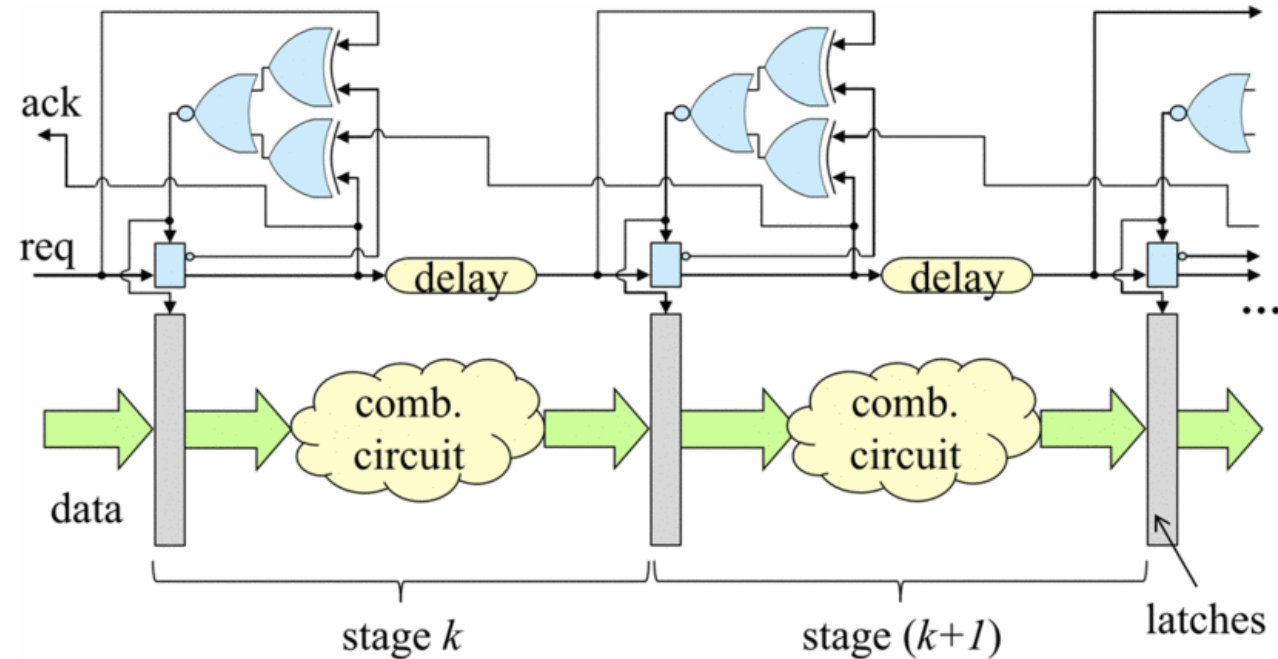 ack
req
delay
delay
...
comb.
circuit
comb.
circuit
data
latches
stage k
stage (k+1)